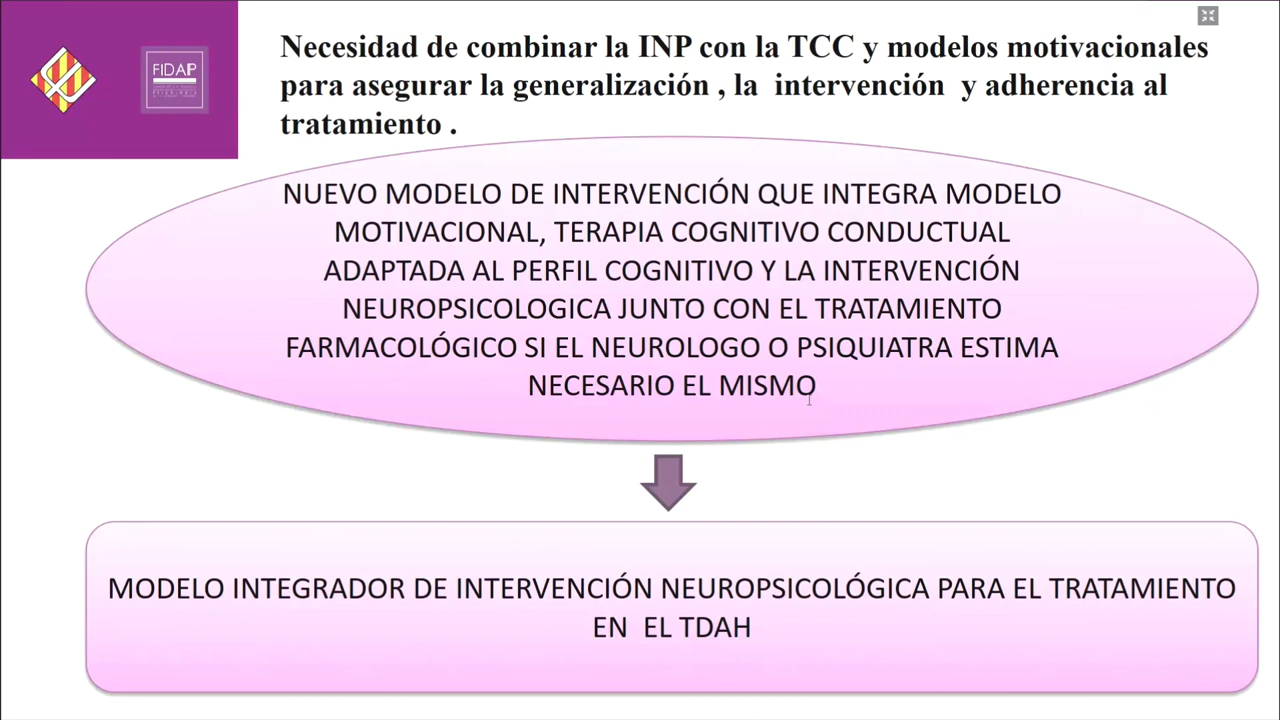 FIDAP
Necesidad de combinar la INP con la TCC y modelos motivacionales
para asegurar la generalización , la intervención y adherencia al
tratamiento .
NUEVO MODELO DE INTERVENCIÓN QUE INTEGRA MODELO
MOTIVACIONAL, TERAPIA COGNITIVO CONDUCTUAL
ADAPTADA AL PERFIL COGNITIVO Y LA INTERVENCIÓN
NEUROPSICOLOGICA JUNTO CON EL TRATAMIENTO
FARMACOLÓGICO SI EL NEUROLOGO O PSIQUIATRA ESTIMA
NECESARIO EL MISMO
MODELO INTEGRADOR DE INTERVENCIÓN NEUROPSICOLÓGICA PARA EL TRATAMIENTO
EN EL TDAH